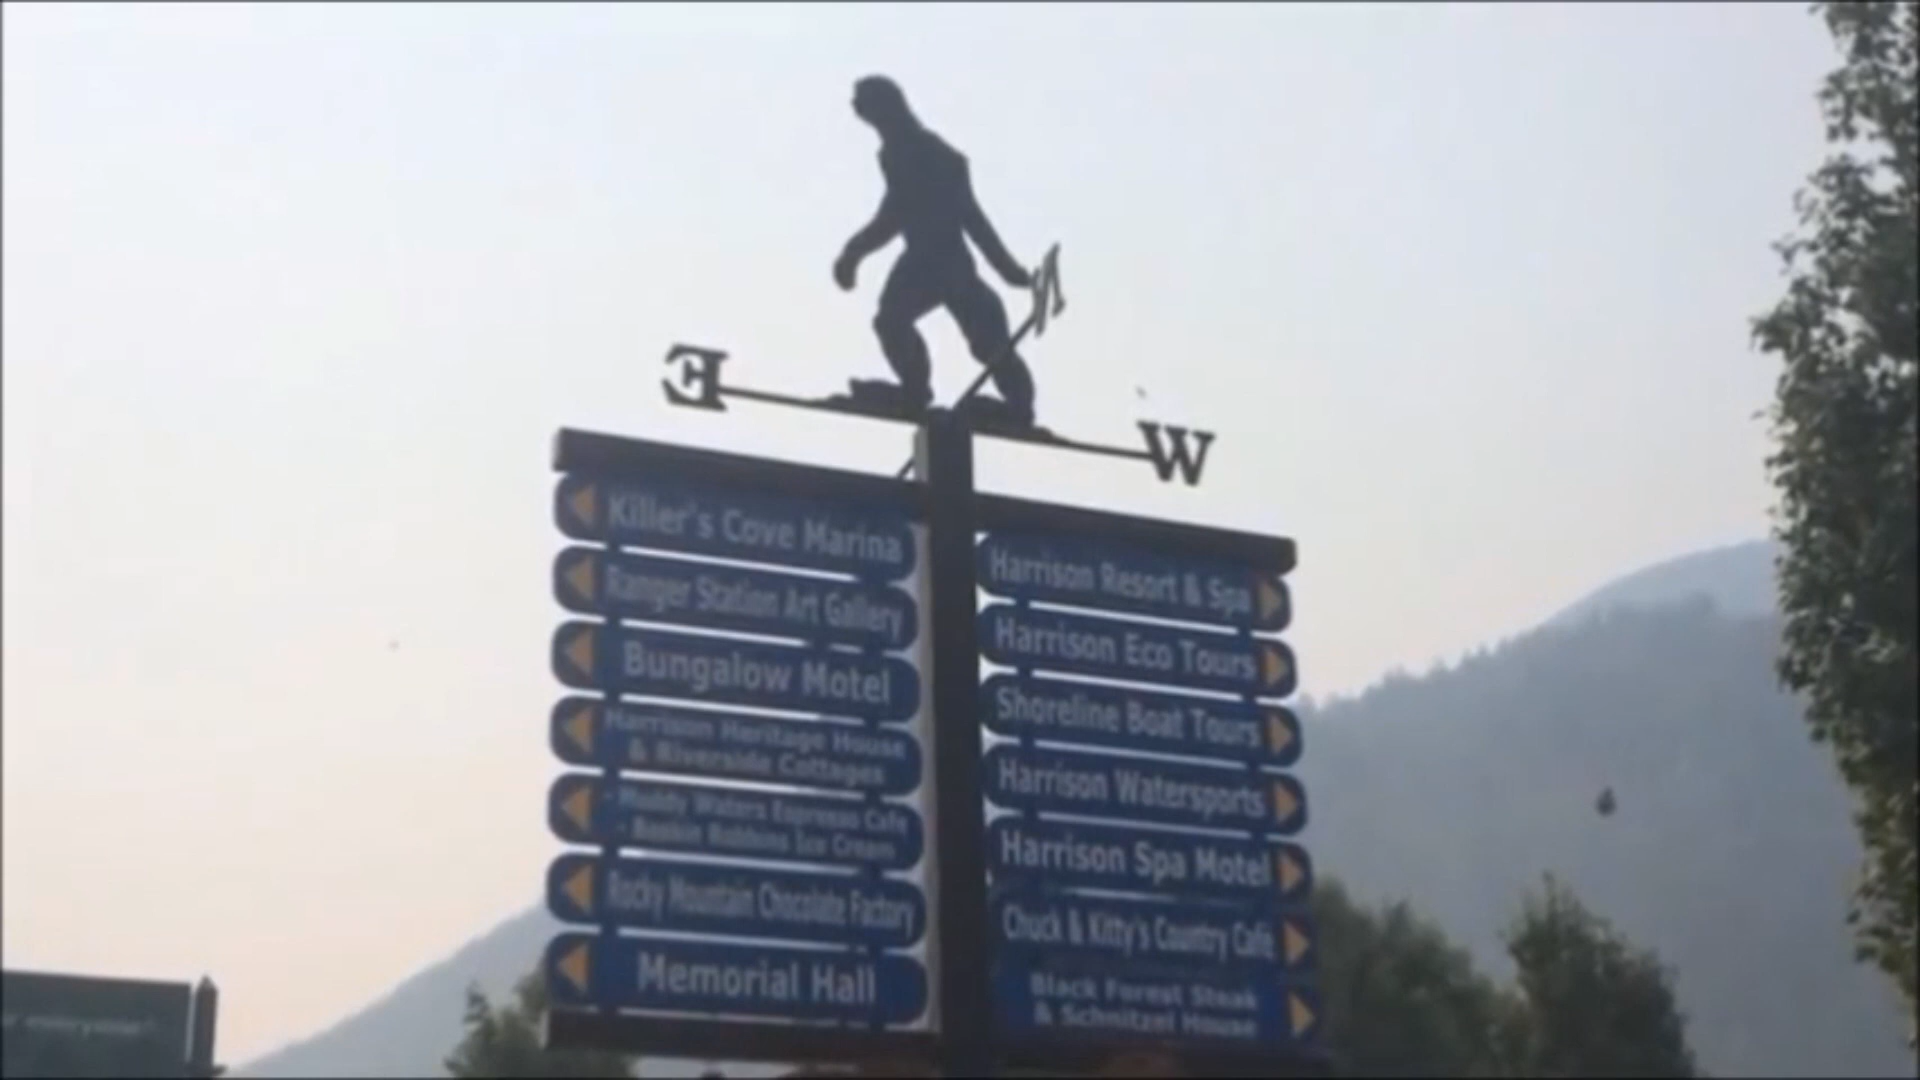 N
E
W
Killer's Cove Marina
Ranger Station Art Gallery
Bungalow Motel
Harrison Heritage House
& Riverside Cottages
- Muddy Waters Espresso Cafe
- Baskin Robbins Ice Cream
Rocky Mountain Chocolate Factory
Memorial Hall
Harrison Resort & Spa
Harrison Eco Tours
Shoreline Boat Tours
Harrison Watersports
Harrison Spa Motel
Chuck & Kitty's Country Cafe
Black Forest Steak
& Schnitzel House